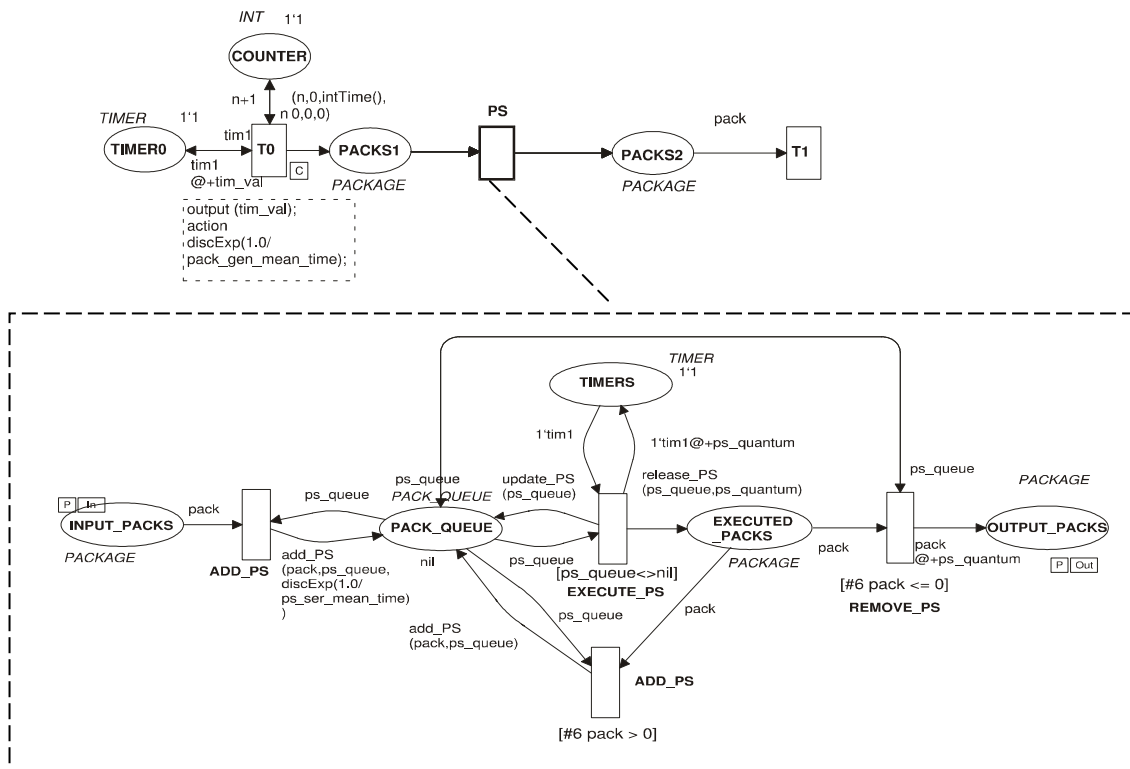 INT
1'1
COUNTER
n+1
(n,0,intTime(),
n 0,0,0)
PS
TIMER
1'1
TIMER0
tim1
T0
C
PACKS1
PACKAGE
PACKS2
PACKAGE
pack
T1
tim1
@+tim_val
output (tim_val);
action
discExp(1.0/
pack_gen_mean_time);
TIMER
1'1
TIMERS
1'tim1
1'tim1@+ps_quantum
P In
INPUT_PACKS
PACKAGE
pack
ADD_PS
ps_queue
add_PS
(pack,ps_queue,
discExp(1.0/
ps_ser_mean_time)
)
ps_queue
PACK_QUEUE
PACK_QUEUE
nil
update_PS
(ps_queue)
ps_queue
release_PS
(ps_queue,ps_quantum)
[ps_queue<>nil]
EXECUTE_PS
EXECUTED
_PACKS
PACKAGE
pack
ps_queue
pack
@+ps_quantum
[#6 pack <= 0]
REMOVE_PS
PACKAGE
OUTPUT_PACKS
P Out
add_PS
(pack,ps_queue)
ps_queue
pack
ADD_PS
[#6 pack > 0]